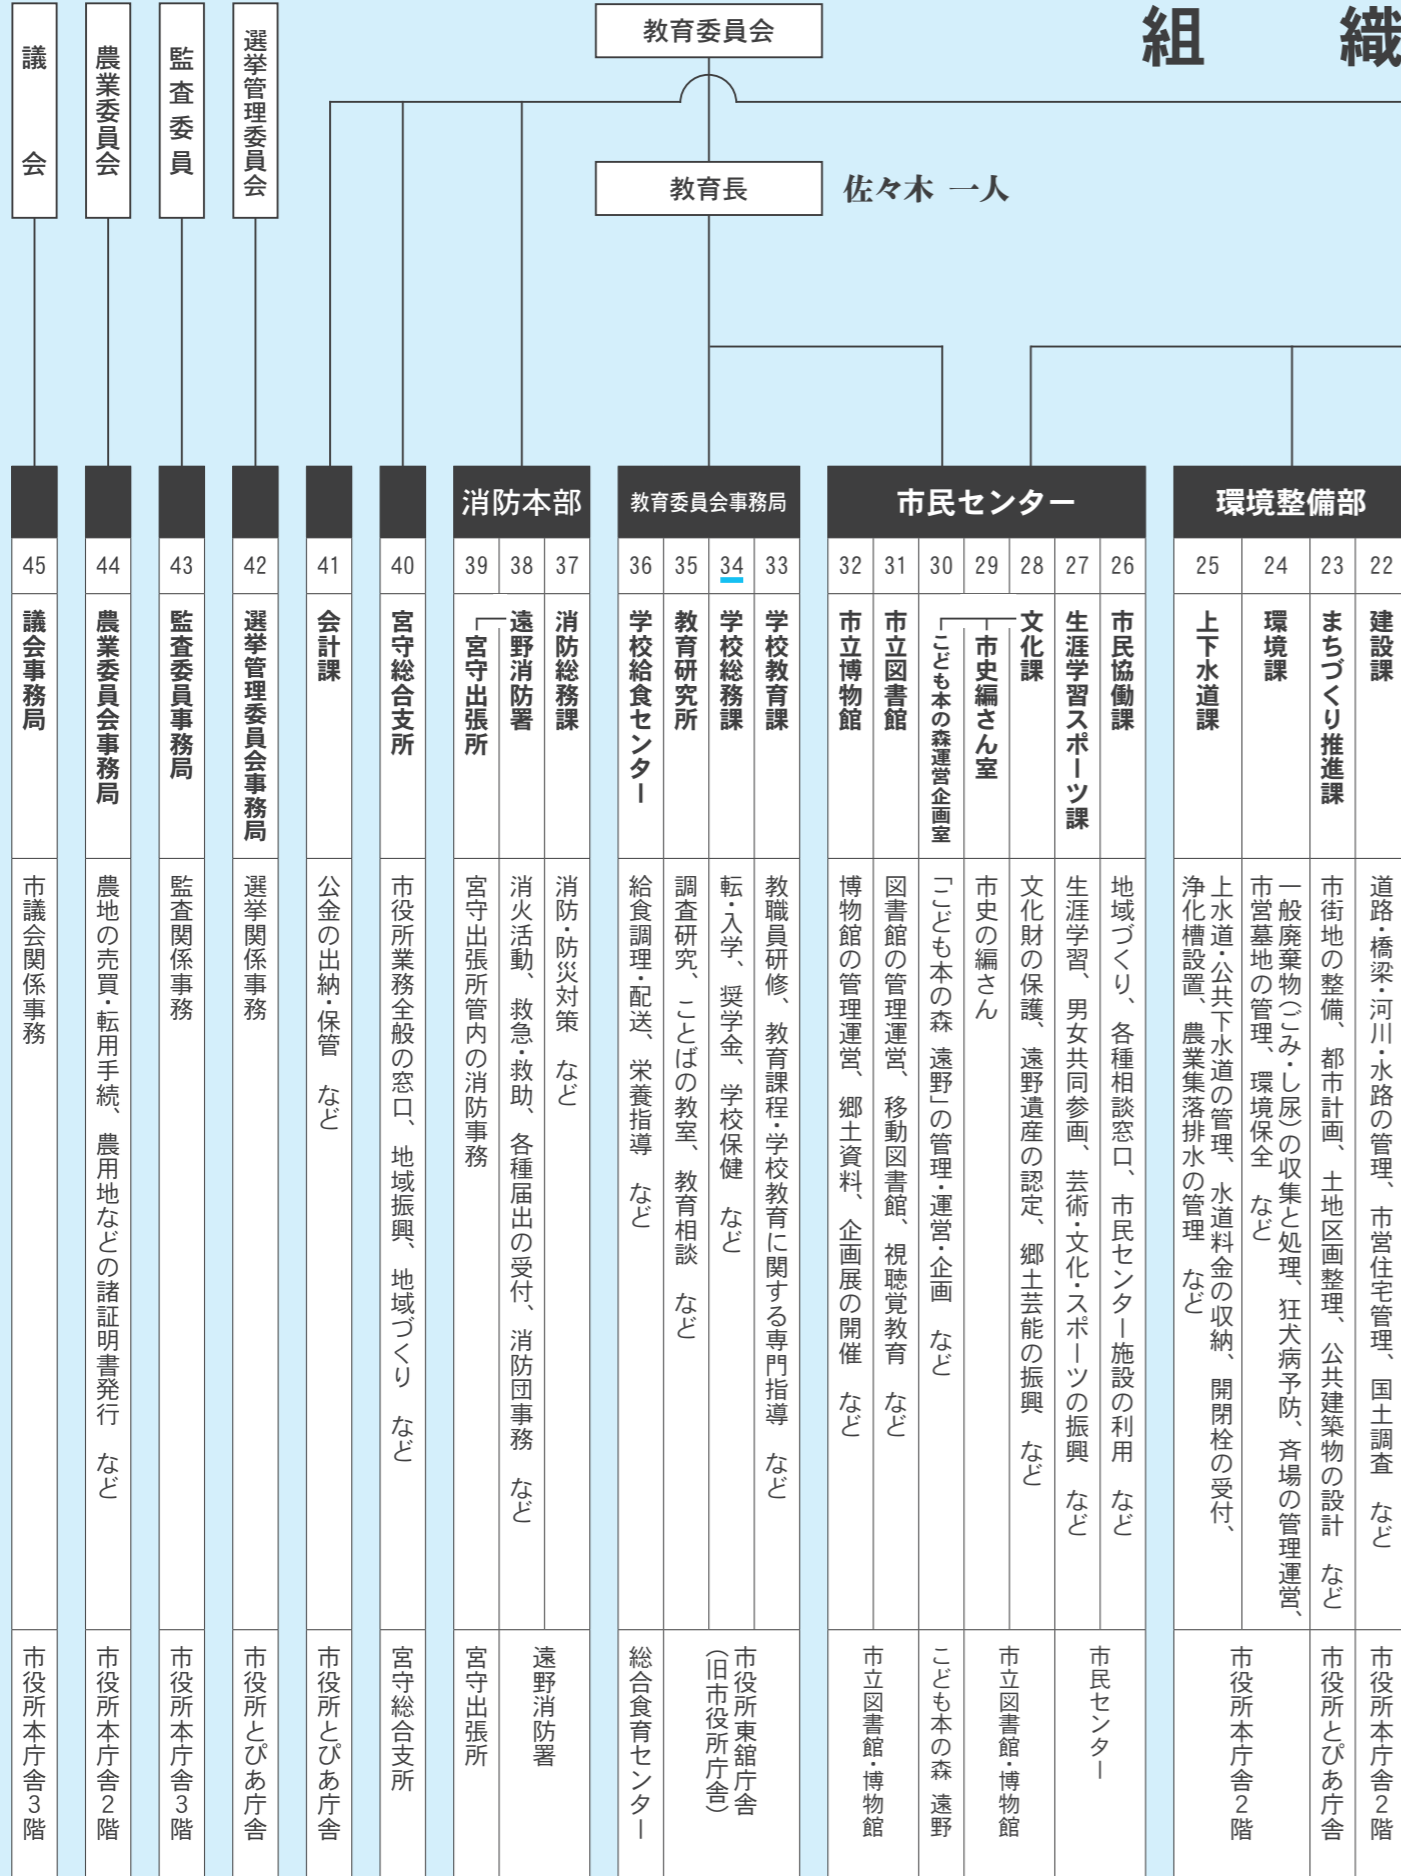 組織
教育委員会
教育長
佐々木 一人
選挙管理委員会
監査委員
農業委員会
議会
環境整備部
22
建設課
道路・橋梁・河川・水路の管理、市営住宅管理、国土調査 など
市役所本庁舎2階
23
まちづくり推進課
市街地の整備、都市計画、土地区画整理、公共建築物の設計 など
市役所とぴあ庁舎
24
環境課
一般廃棄物(ごみ・し尿)の収集と処理、狂犬病予防、斉場の管理運営、
市営墓地の管理、環境保全 など
25
上下水道課
上水道・公共下水道の管理、水道料金の収納、開閉栓の受付、
浄化槽設置、農業集落排水の管理 など
市役所本庁舎2階
市民センター
26
市民協働課
地域づくり、各種相談窓口、市民センター施設の利用 など
27
生涯学習スポーツ課
生涯学習、男女共同参画、芸術・文化・スポーツの振興 など
市民センター
28
文化課
文化財の保護、遠野遺産の認定、郷土芸能の振興 など
29
市史編さん室
市史の編さん
市立図書館・博物館
30
こども本の森運営企画室
「こども本の森 遠野」の管理・運営・企画 など
こども本の森 遠野
31
市立図書館
図書館の管理運営、移動図書館、視聴覚教育 など
32
市立博物館
博物館の管理運営、郷土資料、企画展の開催 など
市立図書館・博物館
教育委員会事務局
33
学校教育課
教職員研修、教育課程・学校教育に関する専門指導 など
34
学校総務課
転・入学、奨学金、学校保健 など
35
教育研究所
調査研究、ことばの教室、教育相談 など
市役所東舘庁舎
(旧市役所庁舎)
36
学校給食センター
給食調理・配送、栄養指導 など
総合食育センター
消防本部
37
消防総務課
消防・防災対策 など
38
遠野消防署
消火活動、救急・救助、各種届出の受付、消防団事務 など
遠野消防署
39
宮守出張所
宮守出張所管内の消防事務
宮守出張所
40
宮守総合支所
市役所業務全般の窓口、地域振興、地域づくり など
宮守総合支所
41
会計課
公金の出納・保管 など
市役所とぴあ庁舎
42
選挙管理委員会事務局
選挙関係事務
市役所とぴあ庁舎
43
監査委員事務局
監査関係事務
市役所本庁舎3階
44
農業委員会事務局
農地の売買・転用手続、農用地などの諸証明書発行 など
市役所本庁舎2階
45
議会事務局
市議会関係事務
市役所本庁舎3階